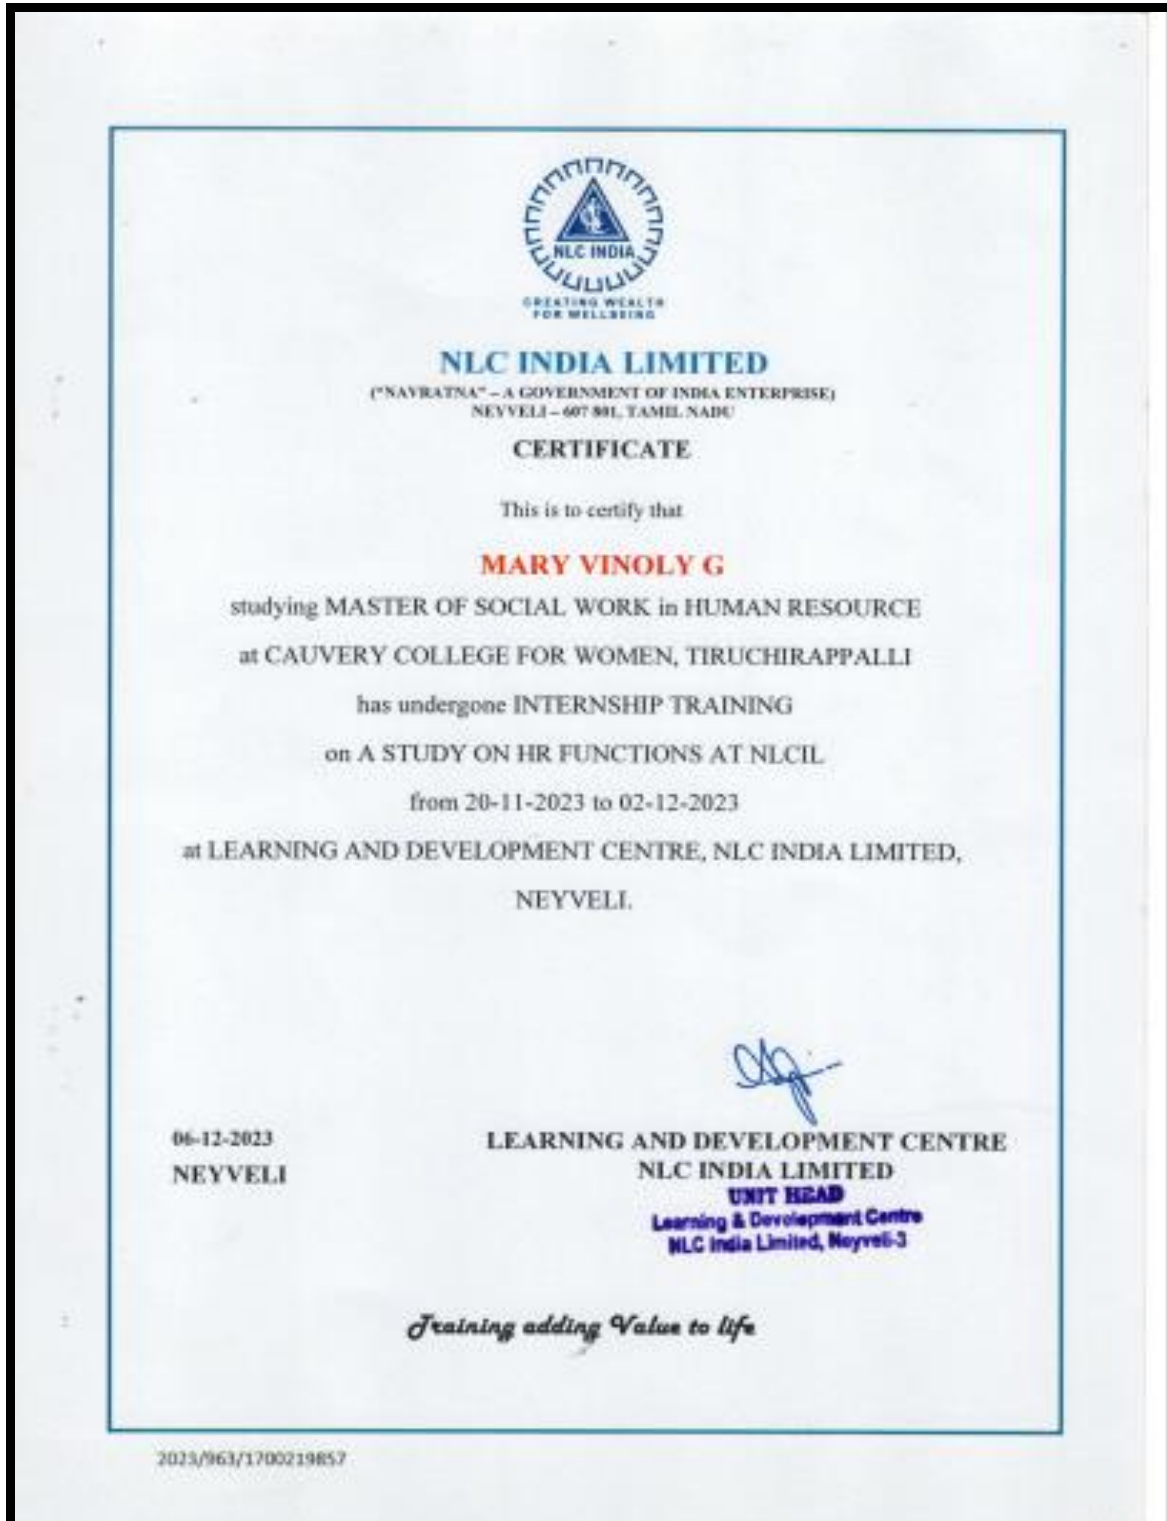 NLC INDIA
CREATING WEALTH
FOR WELLBEING
NLC INDIA LIMITED
("NAVRATNA" – A GOVERNMENT OF INDIA ENTERPRISE)
NEYVELI – 607 801, TAMIL NADU
CERTIFICATE
This is to certify that
MARY VINOLY G
studying MASTER OF SOCIAL WORK in HUMAN RESOURCE
at CAUVERY COLLEGE FOR WOMEN, TIRUCHIRAPPALLI
has undergone INTERNSHIP TRAINING
on A STUDY ON HR FUNCTIONS AT NLCIL
from 20-11-2023 to 02-12-2023
at LEARNING AND DEVELOPMENT CENTRE, NLC INDIA LIMITED,
NEYVELI.
06-12-2023
NEYVELI
LEARNING AND DEVELOPMENT CENTRE
NLC INDIA LIMITED
UNIT HEAD
Learning & Development Centre
NLC India Limited, Neyveli-3
Training adding Value to life
2023/963/1700219857